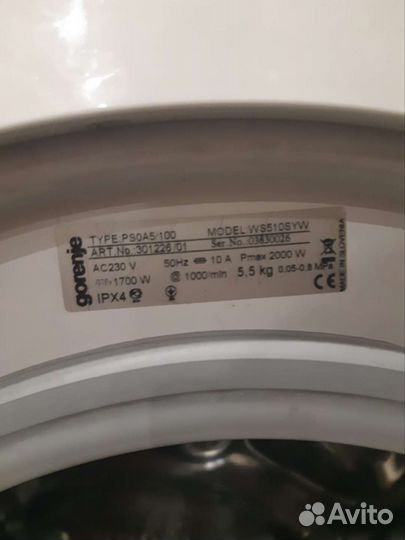 gorenje
TYPE:PS0A5/100 MODEL:WS510SYW
ART.No.:301226/01 Ser.No.:03830026
AC230 V 50Hz 10 A Pmax 2000 W
1700 W 1000/min 5,5 kg 0,05-0,8 MPa
IPX4
MADE IN SLOVENIA
CE
Avito